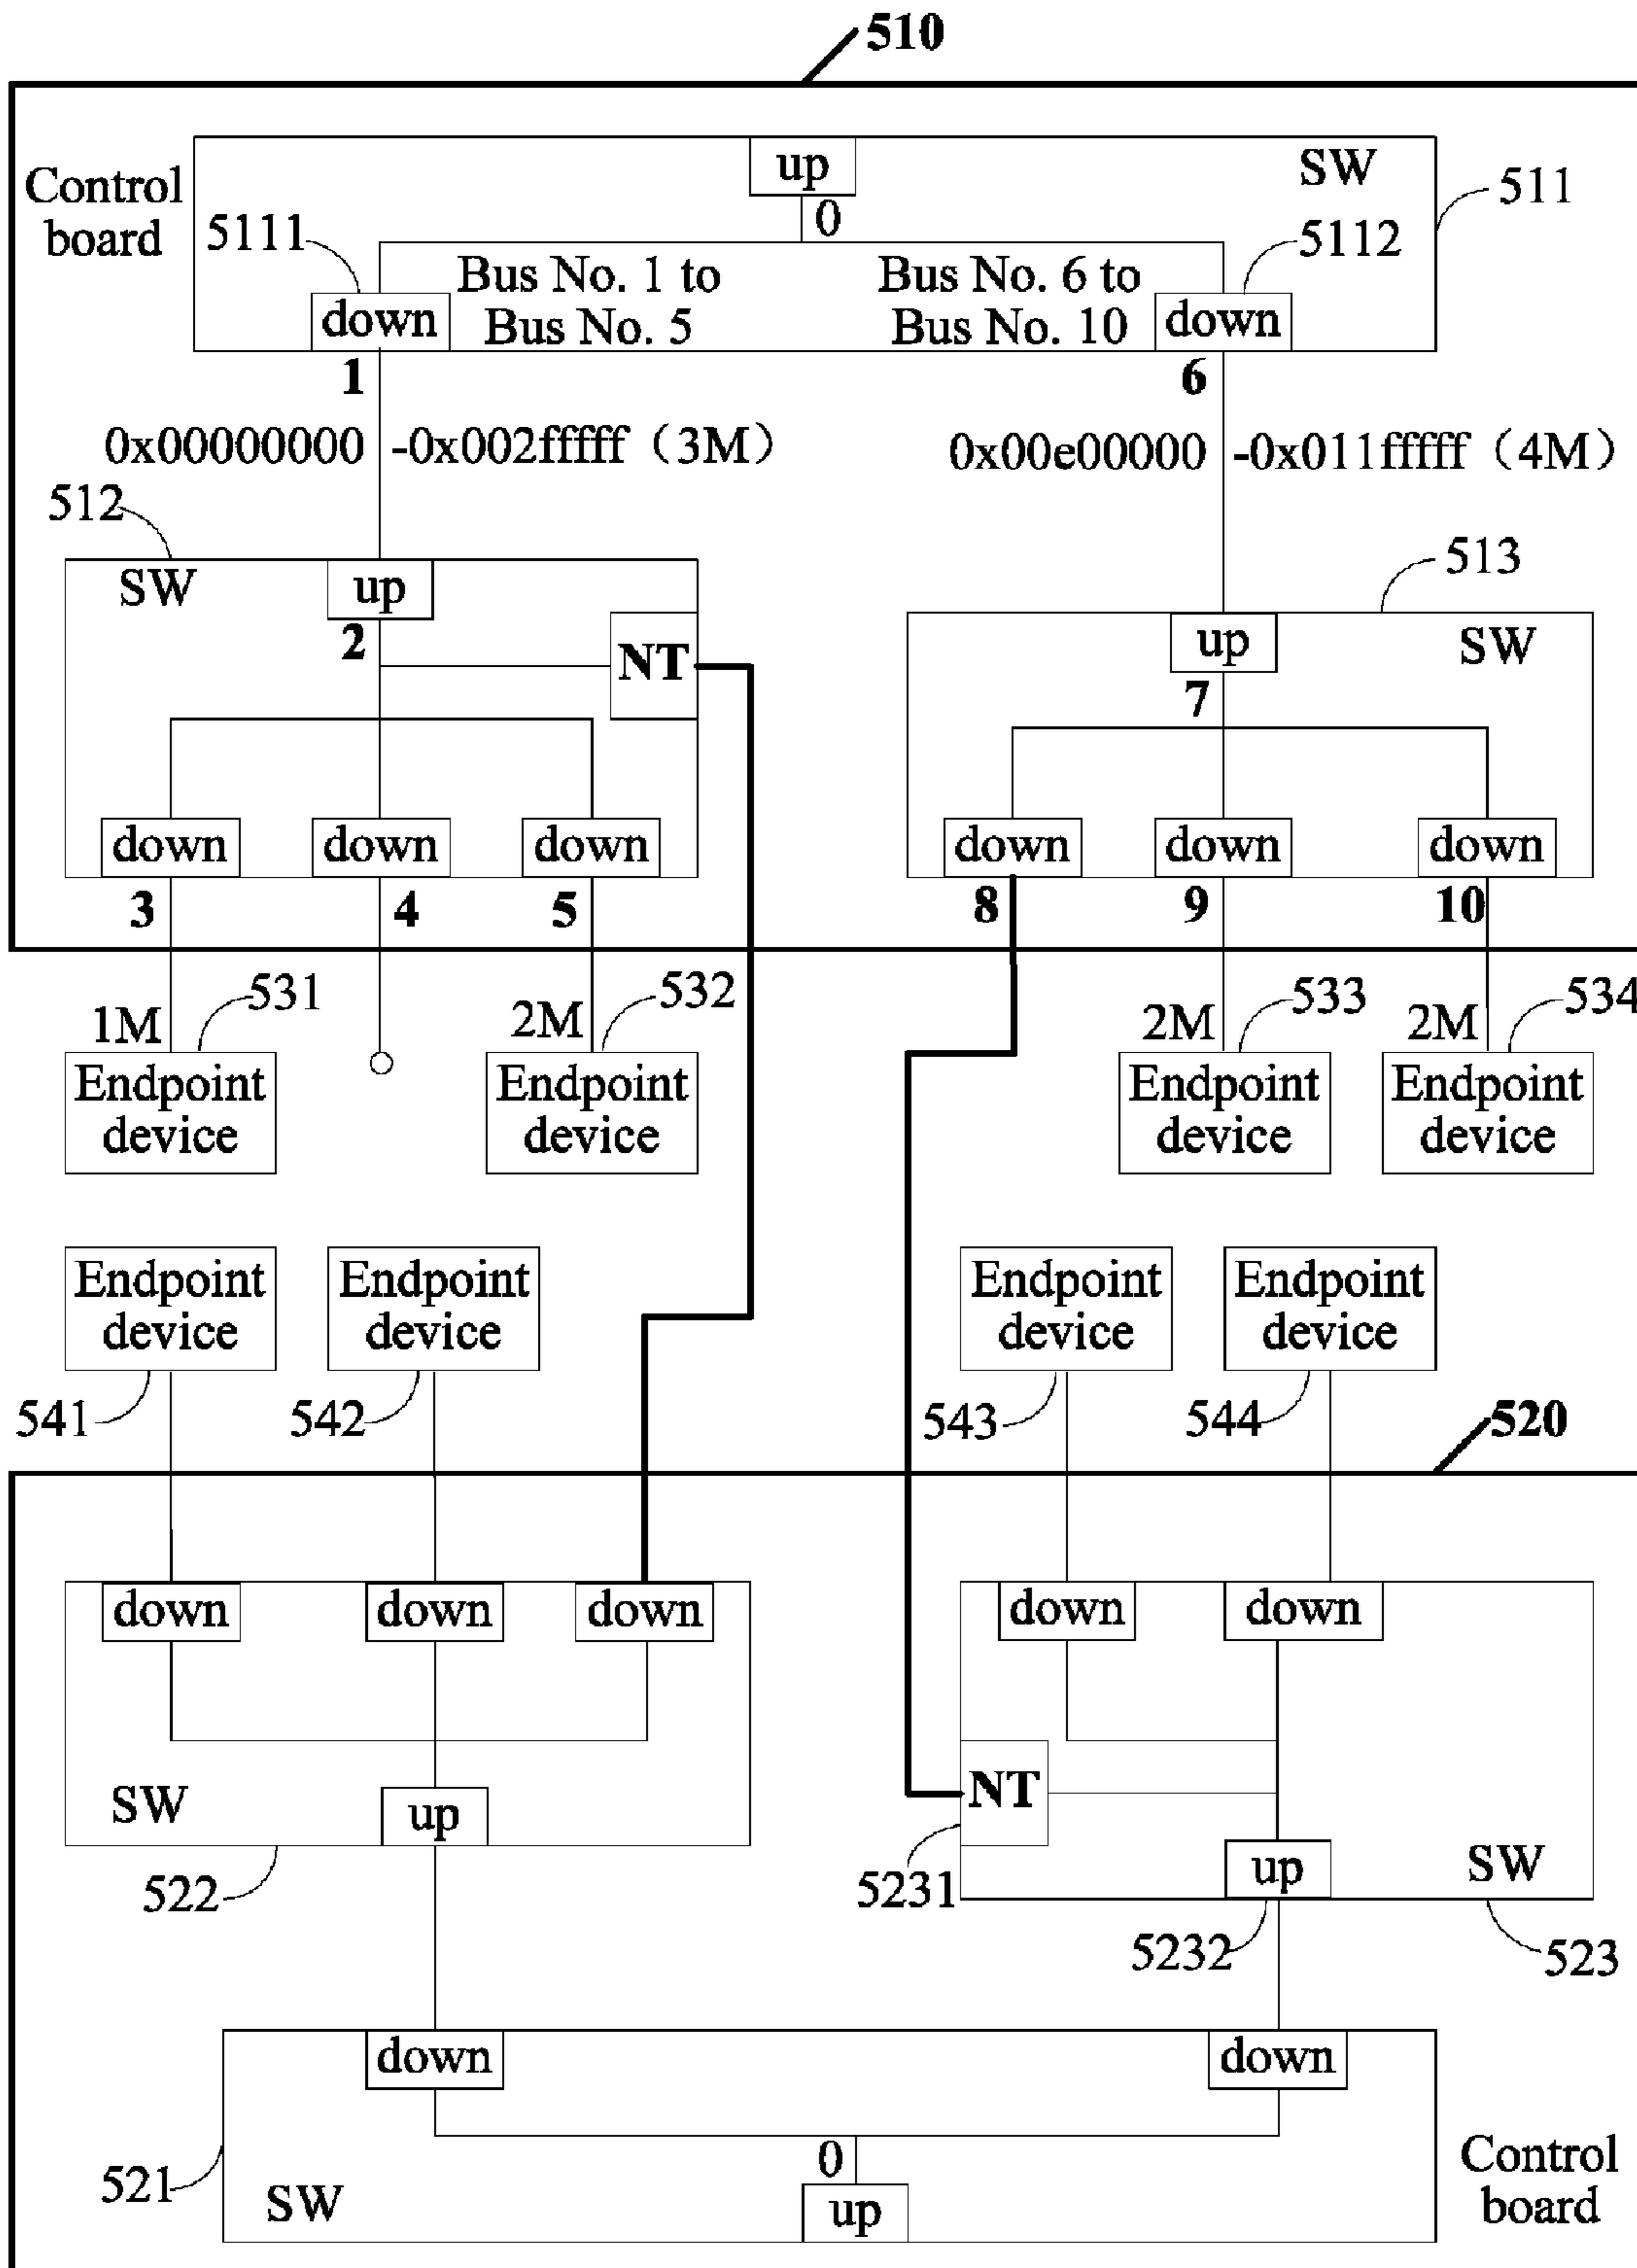 510
up
SW
Control
board
511
5111
0
5112
Bus No. 1 to
Bus No. 5
Bus No. 6 to
Bus No. 10
down
down
1
6
0x00000000 -0x002fffff（3M）
0x00e00000 -0x011fffff（4M）
512
513
SW
up
2
NT
up
SW
7
down
down
down
down
down
down
3
4
5
8
9
10
1M
531
2M
532
2M
533
2M
534
Endpoint
device
Endpoint
device
Endpoint
device
Endpoint
device
Endpoint
device
Endpoint
device
Endpoint
device
Endpoint
device
541
542
543
544
520
down
down
down
down
down
SW
up
NT
522
5231
up
SW
5232
523
down
down
521
0
SW
up
Control
board